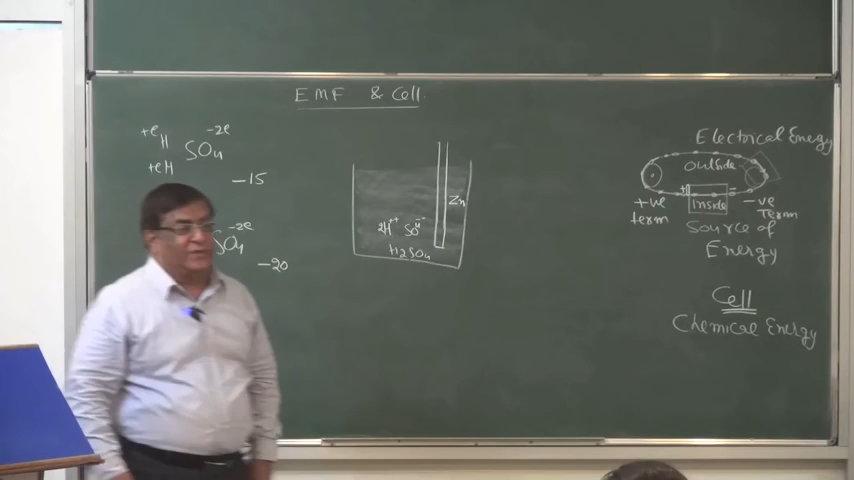 EMF & Cell.
+e H SO₄ -2e
+e H
-15
SO₄ -2e
-20
Zn
2H⁺⁺ SO₄⁻⁻
H2SO4
Electrical Energy
outside
+ inside -
+ve term
-ve Term
Source of
Energy
Cell
Chemical Energy